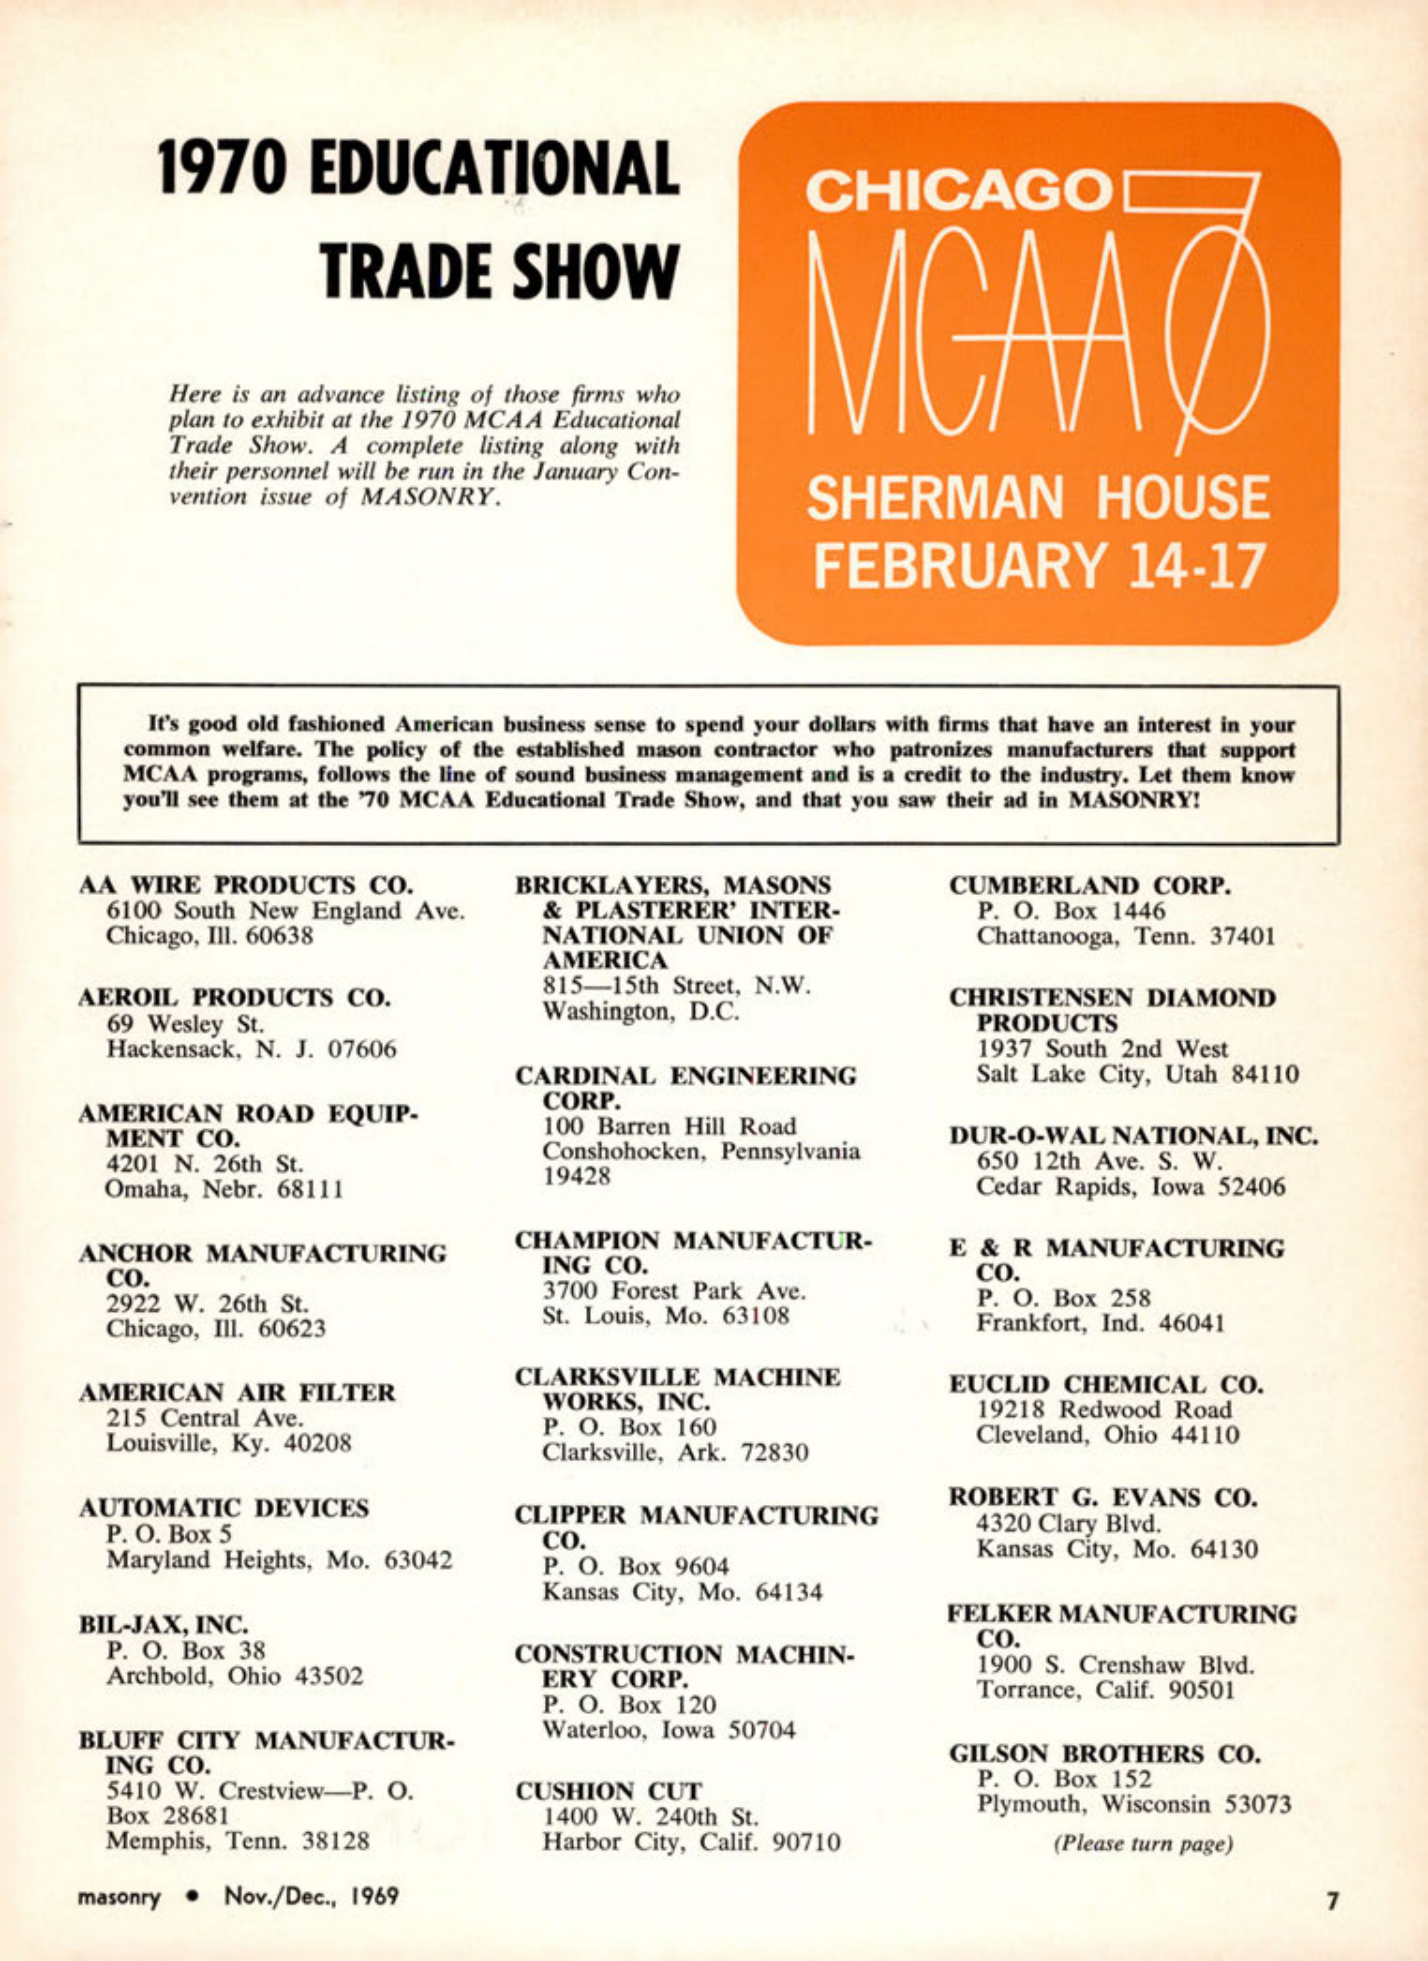 1970 EDUCATIONAL
TRADE SHOW
Here is an advance listing of those firms who
plan to exhibit at the 1970 MCAA Educational
Trade Show. A complete listing along with
their personnel will be run in the January Con-
vention issue of MASONRY.
CHICAGO 7
MCAA 0
SHERMAN HOUSE
FEBRUARY 14-17
It's good old fashioned American business sense to spend your dollars with firms that have an interest in your
common welfare. The policy of the established mason contractor who patronizes manufacturers that support
MCAA programs, follows the line of sound business management and is a credit to the industry. Let them know
you'll see them at the '70 MCAA Educational Trade Show, and that you saw their ad in MASONRY!
AA WIRE PRODUCTS CO.
6100 South New England Ave.
Chicago, Ill. 60638
AEROIL PRODUCTS CO.
69 Wesley St.
Hackensack, N. J. 07606
AMERICAN ROAD EQUIP-
MENT CO.
4201 N. 26th St.
Omaha, Nebr. 68111
ANCHOR MANUFACTURING
CO.
2922 W. 26th St.
Chicago, Ill. 60623
AMERICAN AIR FILTER
215 Central Ave.
Louisville, Ky. 40208
AUTOMATIC DEVICES
P. O. Box 5
Maryland Heights, Mo. 63042
BIL-JAX, INC.
P. O. Box 38
Archbold, Ohio 43502
BLUFF CITY MANUFACTUR-
ING CO.
5410 W. Crestview—P. O.
Box 28681
Memphis, Tenn. 38128
BRICKLAYERS, MASONS
& PLASTERER' INTER-
NATIONAL UNION OF
AMERICA
815—15th Street, N.W.
Washington, D.C.
CARDINAL ENGINEERING
CORP.
100 Barren Hill Road
Conshohocken, Pennsylvania
19428
CHAMPION MANUFACTUR-
ING CO.
3700 Forest Park Ave.
St. Louis, Mo. 63108
CLARKSVILLE MACHINE
WORKS, INC.
P. O. Box 160
Clarksville, Ark. 72830
CLIPPER MANUFACTURING
CO.
P. O. Box 9604
Kansas City, Mo. 64134
CONSTRUCTION MACHIN-
ERY CORP.
P. O. Box 120
Waterloo, Iowa 50704
CUSHION CUT
1400 W. 240th St.
Harbor City, Calif. 90710
CUMBERLAND CORP.
P. O. Box 1446
Chattanooga, Tenn. 37401
CHRISTENSEN DIAMOND
PRODUCTS
1937 South 2nd West
Salt Lake City, Utah 84110
DUR-O-WAL NATIONAL, INC.
650 12th Ave. S. W.
Cedar Rapids, Iowa 52406
E & R MANUFACTURING
CO.
P. O. Box 258
Frankfort, Ind. 46041
EUCLID CHEMICAL CO.
19218 Redwood Road
Cleveland, Ohio 44110
ROBERT G. EVANS CO.
4320 Clary Blvd.
Kansas City, Mo. 64130
FELKER MANUFACTURING
CO.
1900 S. Crenshaw Blvd.
Torrance, Calif. 90501
GILSON BROTHERS CO.
P. O. Box 152
Plymouth, Wisconsin 53073
(Please turn page)
masonry • Nov./Dec., 1969
7